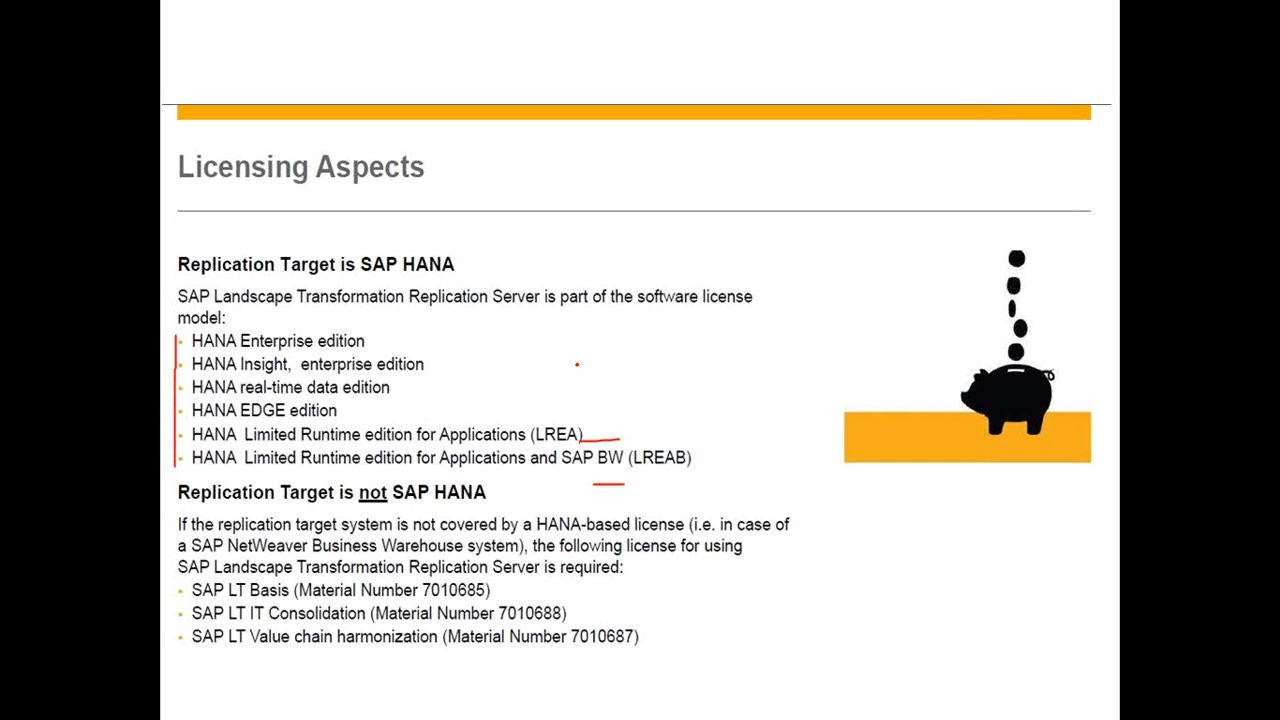 Licensing Aspects
Replication Target is SAP HANA
SAP Landscape Transformation Replication Server is part of the software license
model:
• HANA Enterprise edition
• HANA Insight, enterprise edition
• HANA real-time data edition
• HANA EDGE edition
• HANA Limited Runtime edition for Applications (LREA)
• HANA Limited Runtime edition for Applications and SAP BW (LREAB)
Replication Target is not SAP HANA
If the replication target system is not covered by a HANA-based license (i.e. in case of
a SAP NetWeaver Business Warehouse system), the following license for using
SAP Landscape Transformation Replication Server is required:
• SAP LT Basis (Material Number 7010685)
• SAP LT IT Consolidation (Material Number 7010688)
• SAP LT Value chain harmonization (Material Number 7010687)